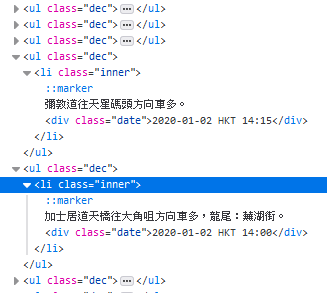 <ul class="dec"> ... </ul>
<ul class="dec"> ... </ul>
<ul class="dec"> ... </ul>
<ul class="dec">
<li class="inner">
::marker
彌敦道往天星碼頭方向車多。
<div class="date">2020-01-02 HKT 14:15</div>
</li>
</ul>
<ul class="dec">
<li class="inner">
::marker
加士居道天橋往大角咀方向車多，龍尾：蕪湖街。
<div class="date">2020-01-02 HKT 14:00</div>
</li>
</ul>
<ul class="dec"> ... </ul>